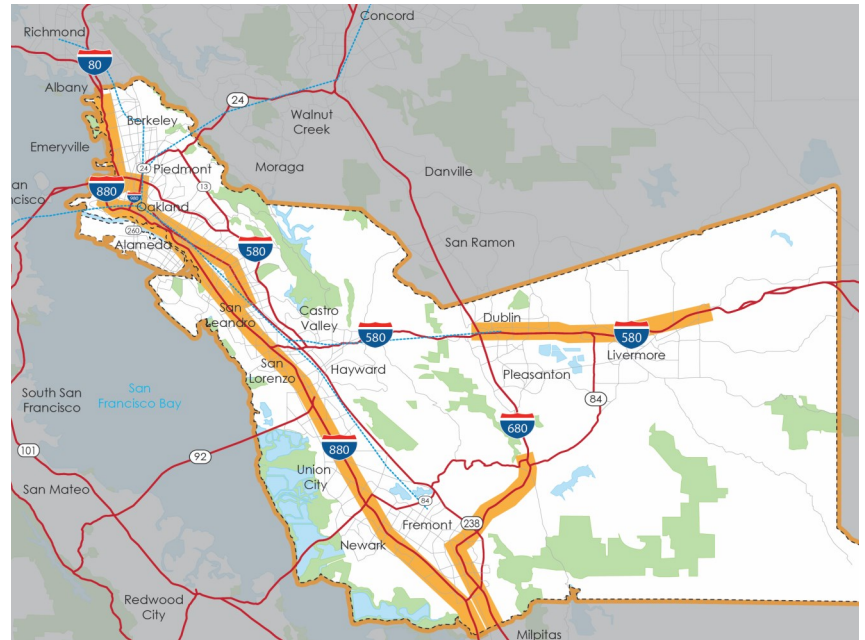 Concord
Richmond
80
24
Albany
Walnut
Creek
Berkeley
Emeryville
24
Piedmont
Moraga
Danville
13
880
an
ncisco
Oakland
260
Alameda
580
San Ramon
San
Leandro
Castro
Valley
Dublin
580
580
Livermore
San
Lorenzo
Hayward
Pleasanton
South San
Francisco
San
Francisco Bay
84
680
101
92
880
Union
City
San Mateo
84
Fremont
238
Newark
Redwood
City
Milpitas